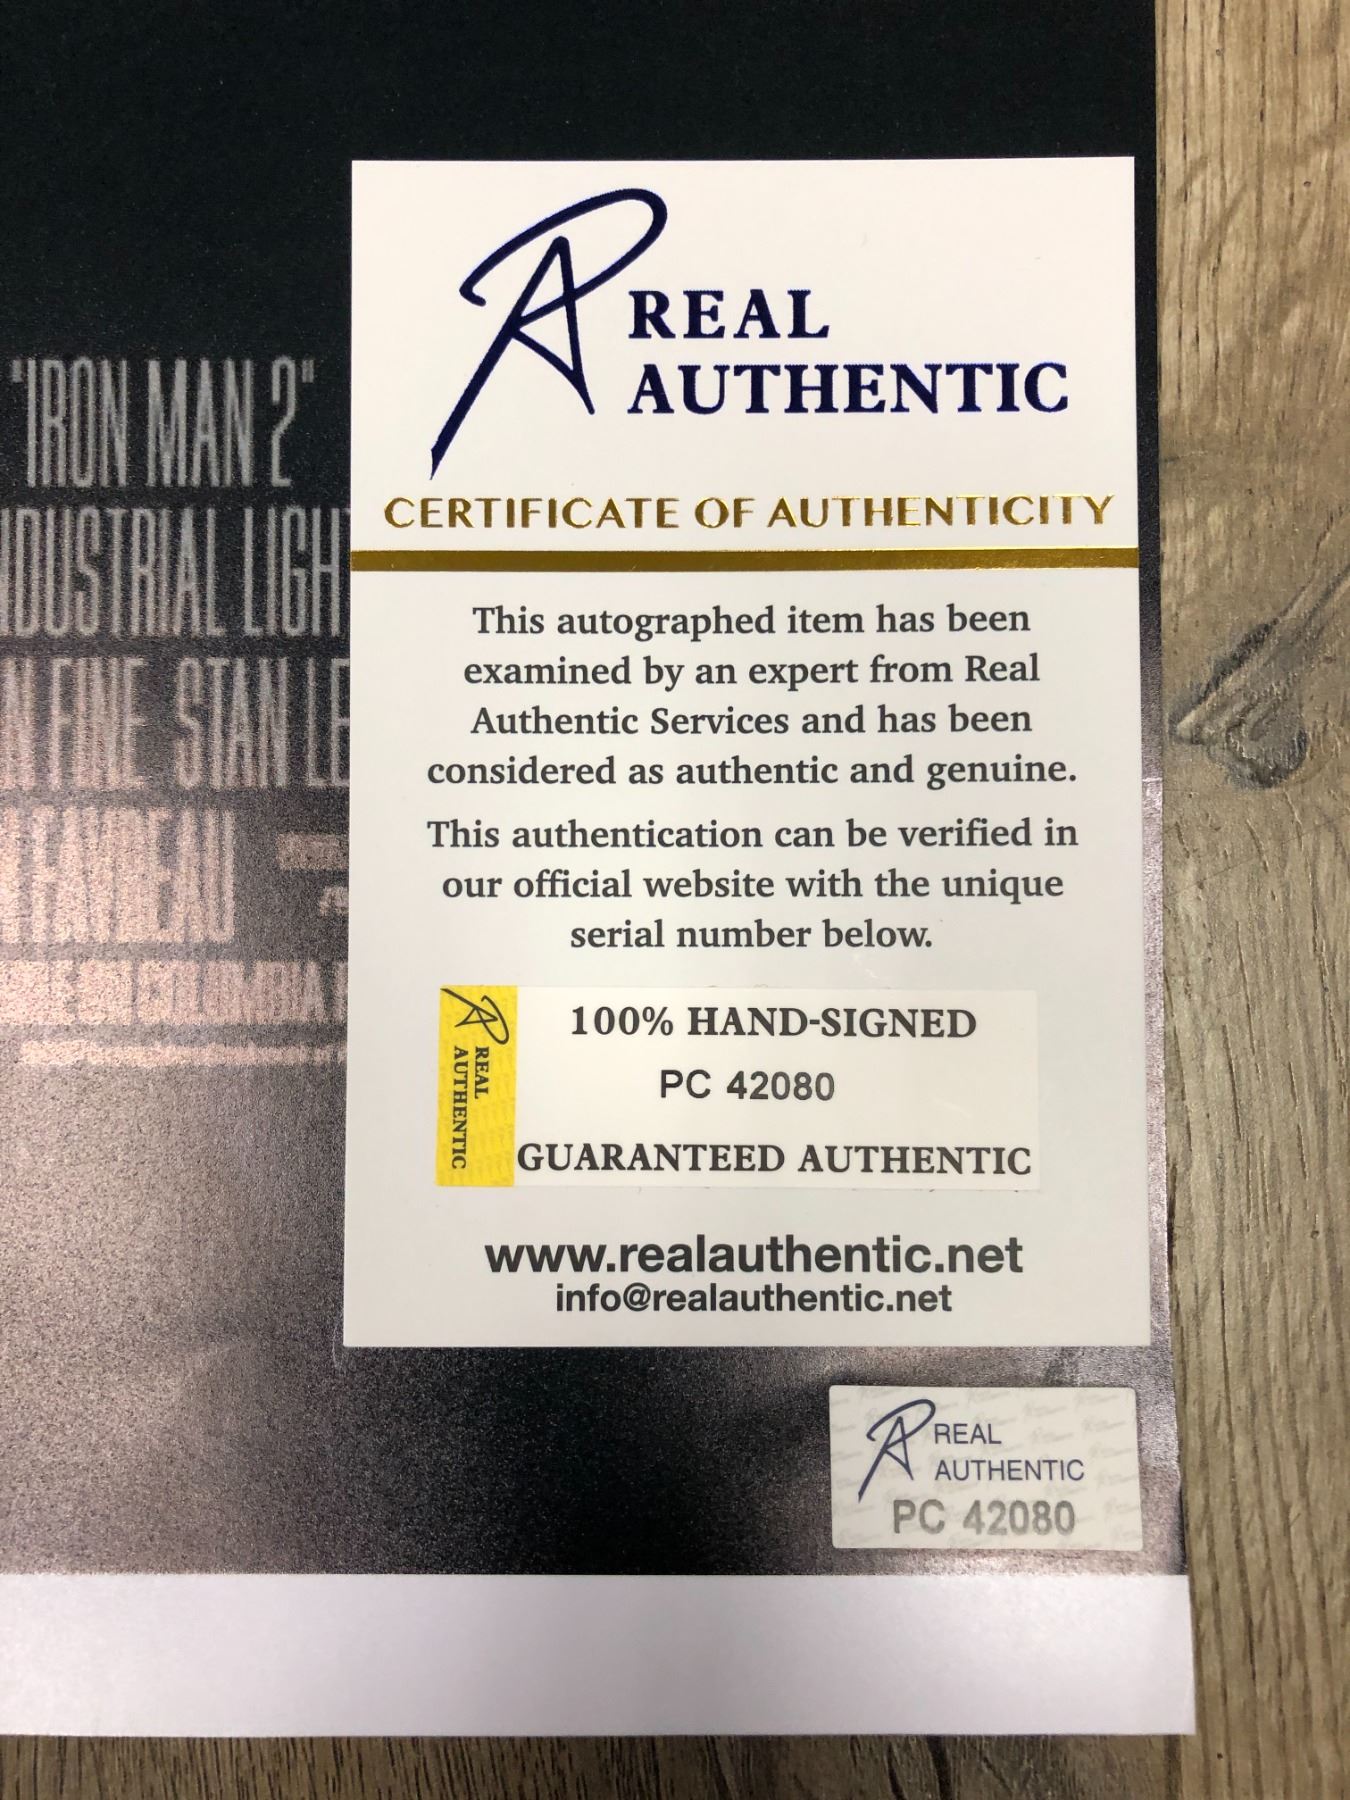 "IRON MAN 2"
INDUSTRIAL LIGHT
N FINE STAN LE
FAVREAU
COLUMBIA
REAL
AUTHENTIC
CERTIFICATE OF AUTHENTICITY
This autographed item has been
examined by an expert from Real
Authentic Services and has been
considered as authentic and genuine.
This authentication can be verified in
our official website with the unique
serial number below.
REAL
AUTHENTIC
100% HAND-SIGNED
PC 42080
GUARANTEED AUTHENTIC
www.realauthentic.net
info@realauthentic.net
REAL
AUTHENTIC
PC 42080